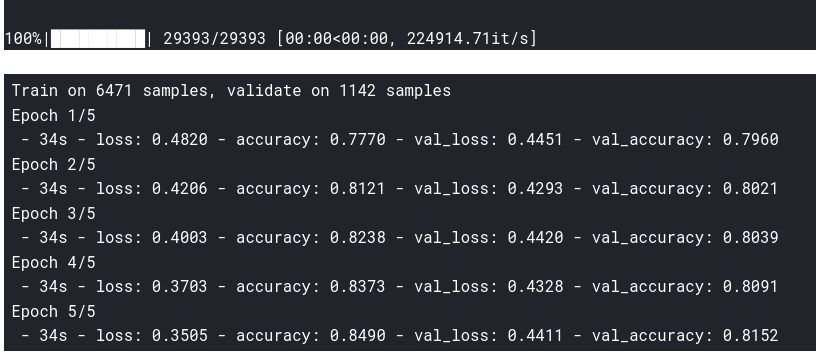 100%|██████████| 29393/29393 [00:00<00:00, 224914.71it/s]
Train on 6471 samples, validate on 1142 samples
Epoch 1/5
 - 34s - loss: 0.4820 - accuracy: 0.7770 - val_loss: 0.4451 - val_accuracy: 0.7960
Epoch 2/5
 - 34s - loss: 0.4206 - accuracy: 0.8121 - val_loss: 0.4293 - val_accuracy: 0.8021
Epoch 3/5
 - 34s - loss: 0.4003 - accuracy: 0.8238 - val_loss: 0.4420 - val_accuracy: 0.8039
Epoch 4/5
 - 34s - loss: 0.3703 - accuracy: 0.8373 - val_loss: 0.4328 - val_accuracy: 0.8091
Epoch 5/5
 - 34s - loss: 0.3505 - accuracy: 0.8490 - val_loss: 0.4411 - val_accuracy: 0.8152